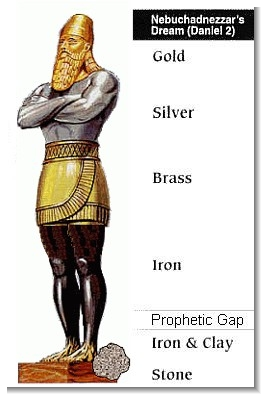 Nebuchadnezzar's
Dream (Daniel 2)
Gold
Silver
Brass
Iron
Prophetic Gap
Iron & Clay
Stone